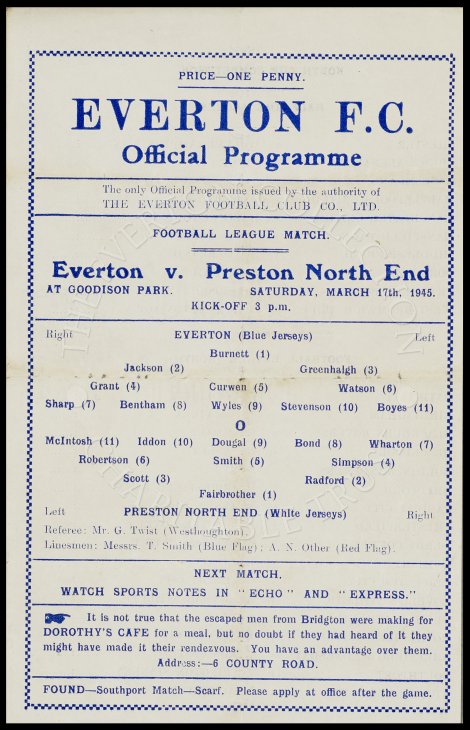 PRICE—ONE PENNY.
EVERTON F.C.
Official Programme
The only Official Programme issued by the authority of
THE EVERTON FOOTBALL CLUB CO., LTD.
FOOTBALL LEAGUE MATCH.
Everton v. Preston North End
AT GOODISON PARK. SATURDAY, MARCH 17th, 1945.
KICK-OFF 3 p.m.
Right EVERTON (Blue Jerseys) Left
Burnett (1)
Jackson (2) Greenhalgh (3)
Grant (4) Curwen (5) Watson (6)
Sharp (7) Bentham (8) Wyles (9) Stevenson (10) Boyes (11)
O
McIntosh (11) Iddon (10) Dougal (9) Bond (8) Wharton (7)
Robertson (6) Smith (5) Simpson (4)
Scott (3) Radford (2)
Fairbrother (1)
Left PRESTON NORTH END (White Jerseys) Right
Referee: Mr. G. Twist (Westhoughton).
Linesmen: Messrs. T. Smith (Blue Flag); A. N. Other (Red Flag).
NEXT MATCH.
WATCH SPORTS NOTES IN "ECHO" AND "EXPRESS."
It is not true that the escaped men from Bridgton were making for
DOROTHY'S CAFE for a meal, but no doubt if they had heard of it they
might have made it their rendezvous. You have an advantage over them.
Address:—6 COUNTY ROAD.
FOUND—Southport Match—Scarf. Please apply at office after the game.